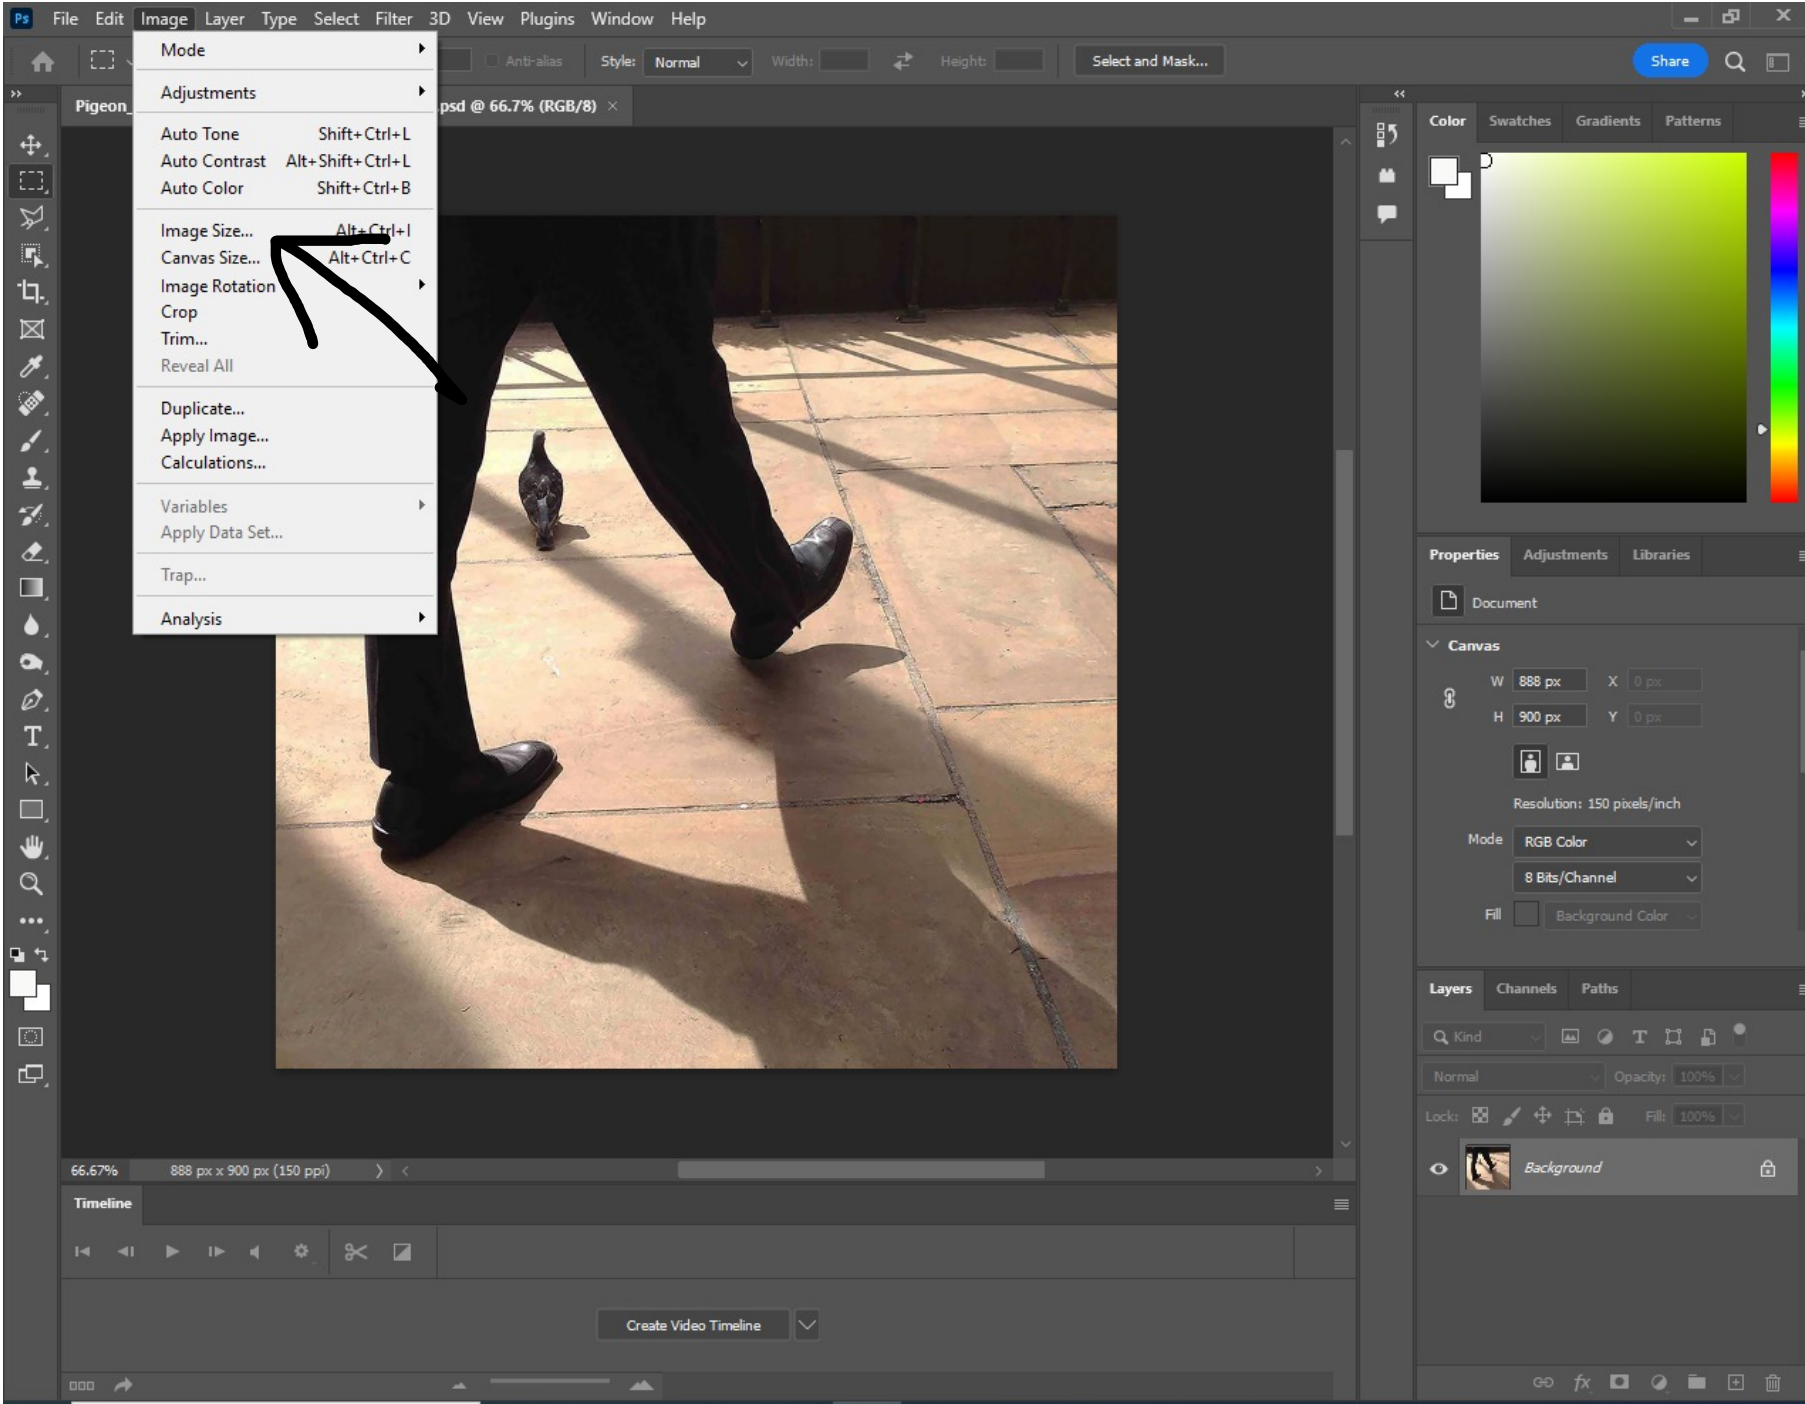 Ps File Edit Image Layer Type Select Filter 3D View Plugins Window Help
Anti-alias Style: Normal Width: Height: Select and Mask... Share
Pigeon_ .psd @ 66.7% (RGB/8) ×
Mode
Adjustments
Auto Tone Shift+Ctrl+L
Auto Contrast Alt+Shift+Ctrl+L
Auto Color Shift+Ctrl+B
Image Size... Alt+Ctrl+I
Canvas Size... Alt+Ctrl+C
Image Rotation
Crop
Trim...
Reveal All
Duplicate...
Apply Image...
Calculations...
Variables
Apply Data Set...
Trap...
Analysis
Color Swatches Gradients Patterns
Properties Adjustments Libraries
Document
Canvas
W 888 px X 0 px
H 900 px Y 0 px
Resolution: 150 pixels/inch
Mode RGB Color
8 Bits/Channel
Fill Background Color
Layers Channels Paths
Kind
Normal Opacity: 100%
Lock: Fill: 100%
Background
fx
66.67% 888 px x 900 px (150 ppi)
Timeline
Create Video Timeline